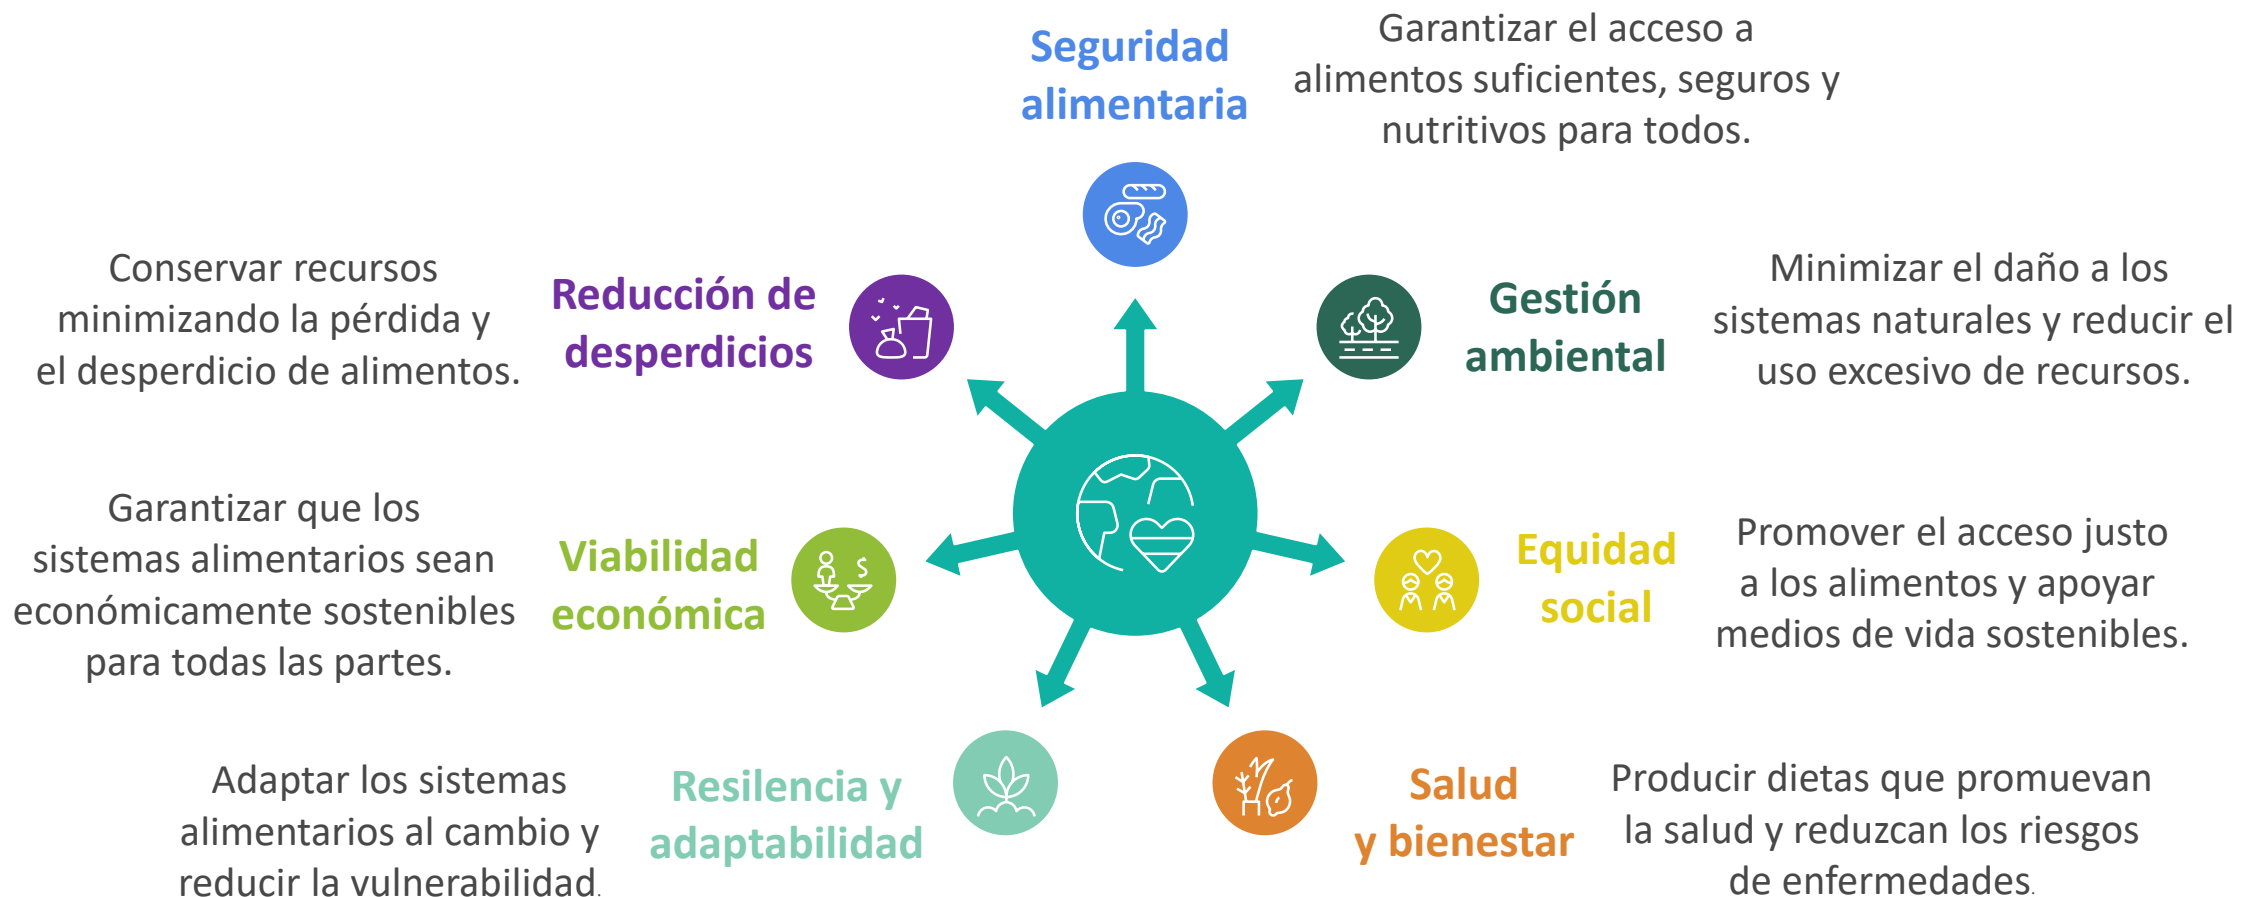 Seguridad
alimentaria
Garantizar el acceso a
alimentos suficientes, seguros y
nutritivos para todos.
Gestión
ambiental
Minimizar el daño a los
sistemas naturales y reducir el
uso excesivo de recursos.
Equidad
social
Promover el acceso justo
a los alimentos y apoyar
medios de vida sostenibles.
Salud
y bienestar
Producir dietas que promuevan
la salud y reduzcan los riesgos
de enfermedades.
Resilencia y
adaptabilidad
Adaptar los sistemas
alimentarios al cambio y
reducir la vulnerabilidad.
Viabilidad
económica
Garantizar que los
sistemas alimentarios sean
económicamente sostenibles
para todas las partes.
Reducción de
desperdicios
Conservar recursos
minimizando la pérdida y
el desperdicio de alimentos.
$